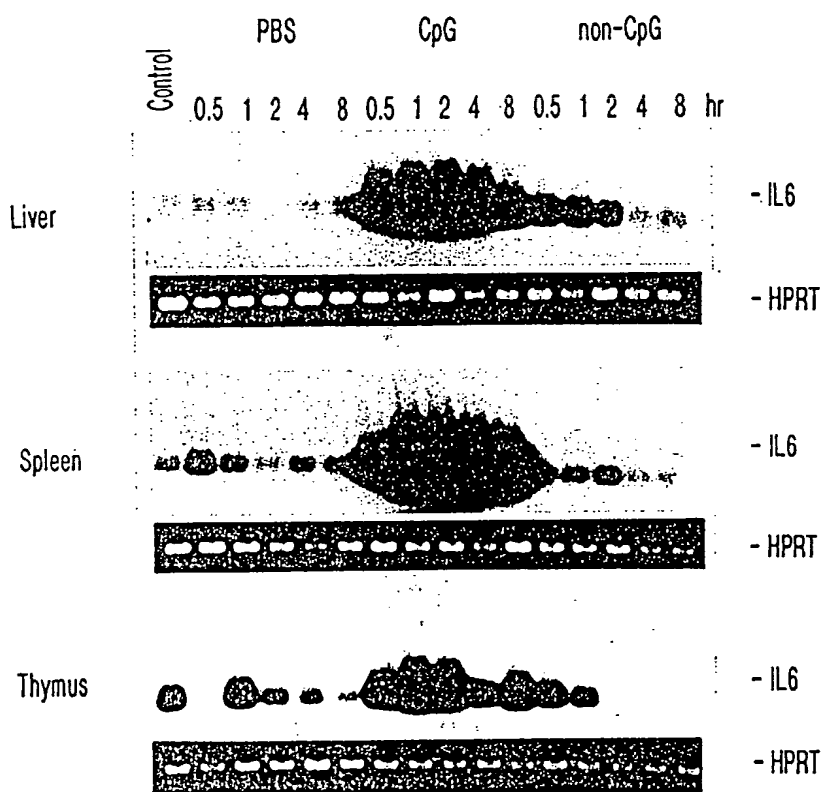 PBS CpG non-CpG
Control 0.5 1 2 4 8 0.5 1 2 4 8 0.5 1 2 4 8 hr
Liver
- IL6
- HPRT
Spleen
- IL6
- HPRT
Thymus
- IL6
- HPRT